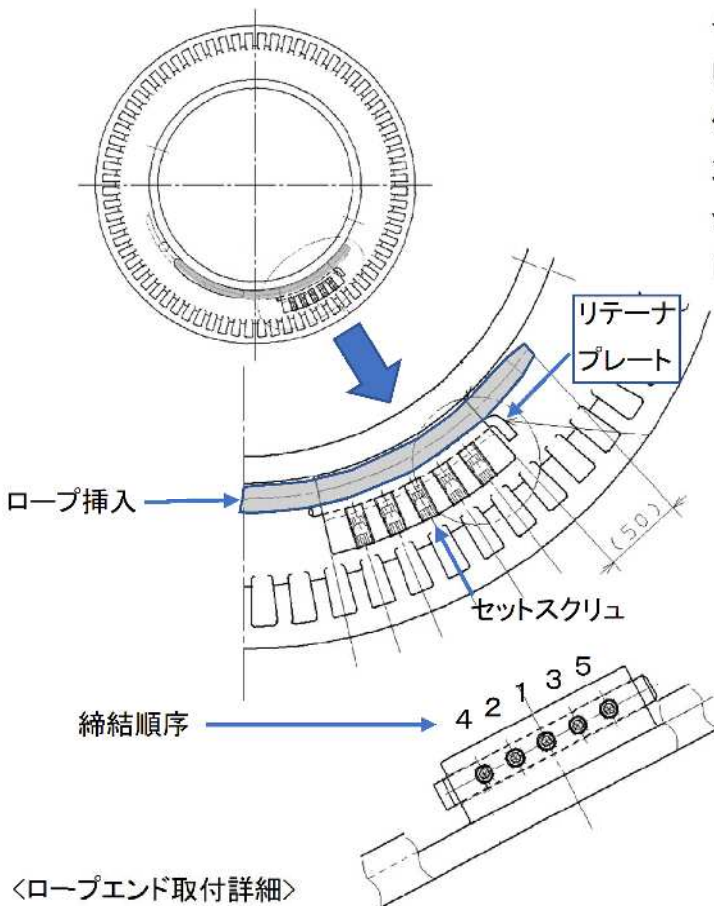 リテーナ
プレート
ロープ挿入
(50)
セットスクリュ
4 2 1 3 5
締結順序
<ロープエンド取付詳細>